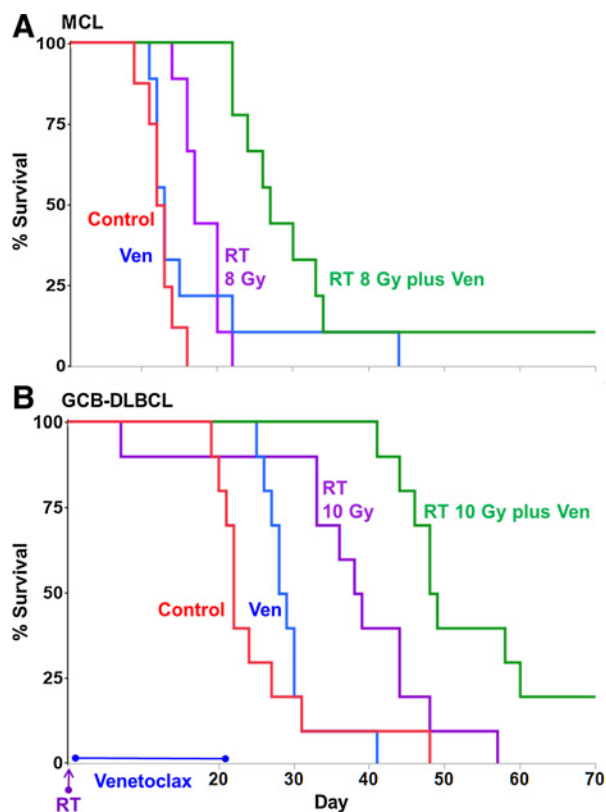 A MCL
100
75
50
25
0
% Survival
Control
Ven
RT
8 Gy
RT 8 Gy plus Ven
B GCB-DLBCL
100
75
50
25
0
% Survival
RT
10 Gy
RT 10 Gy plus Ven
Control
Ven
Venetoclax
RT
20 30 40 50 60 70
Day